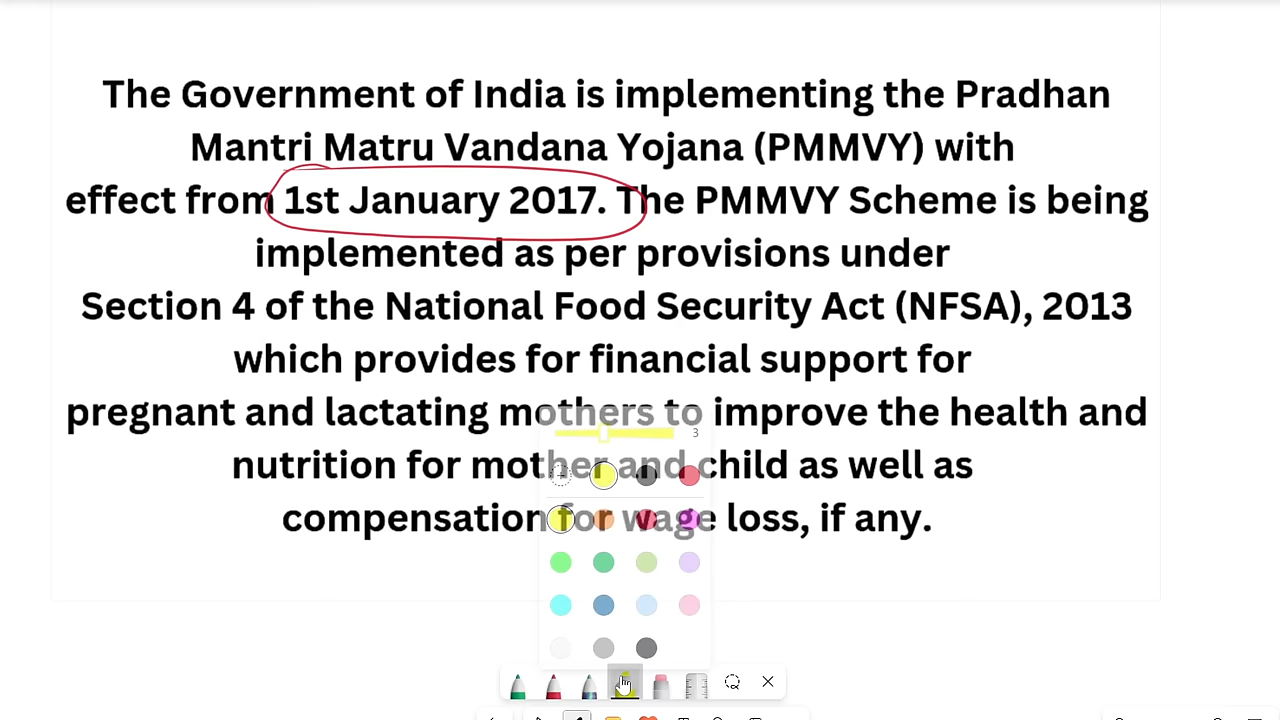 The Government of India is implementing the Pradhan
Mantri Matru Vandana Yojana (PMMVY) with
effect from 1st January 2017. The PMMVY Scheme is being
implemented as per provisions under
Section 4 of the National Food Security Act (NFSA), 2013
which provides for financial support for
pregnant and lactating mothers to improve the health and
nutrition for mother and child as well as
compensation for wage loss, if any.
3